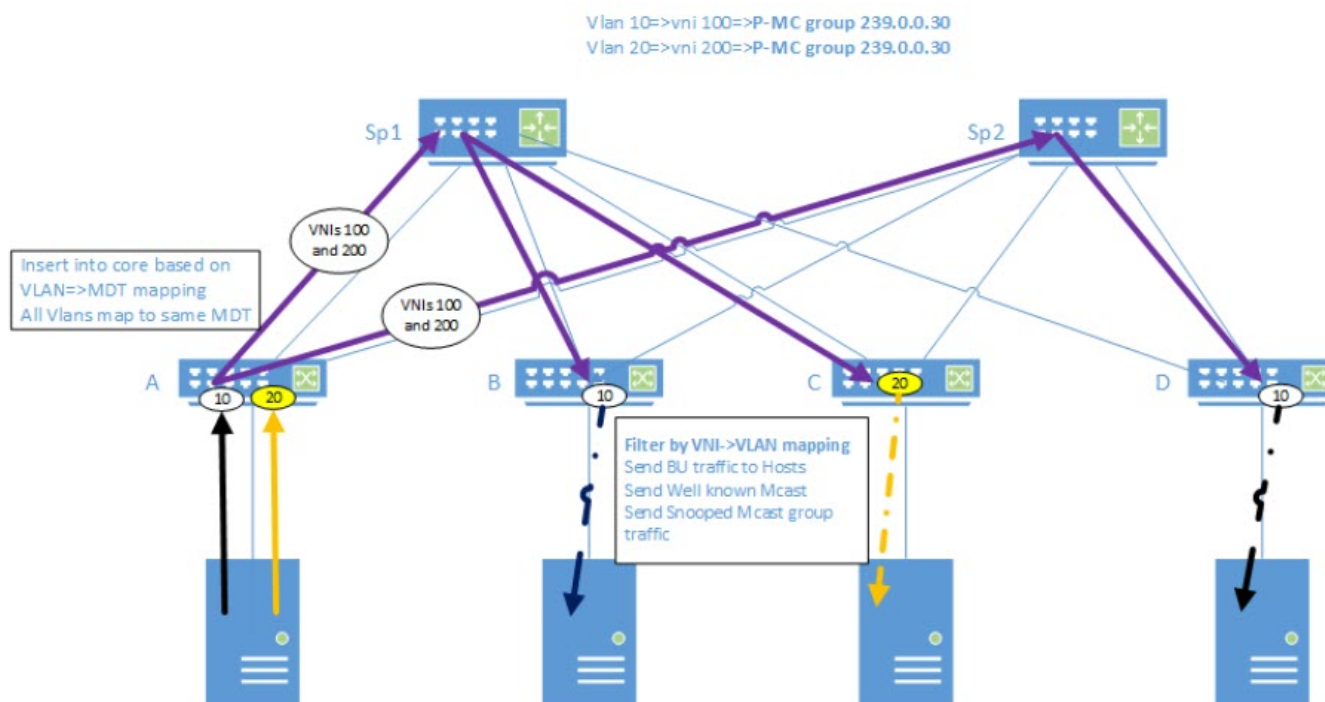 Vlan 10=>vni 100=>P-MC group 239.0.0.30
Vlan 20=>vni 200=>P-MC group 239.0.0.30
Sp1
Sp2
VNIs 100
and 200
Insert into core based on
VLAN=>MDT mapping
All Vlans map to same MDT
VNIs 100
and 200
A
B
C
D
10
20
10
20
10
Filter by VNI->VLAN mapping
Send BU traffic to Hosts
Send Well known Mcast
Send Snooped Mcast group
traffic